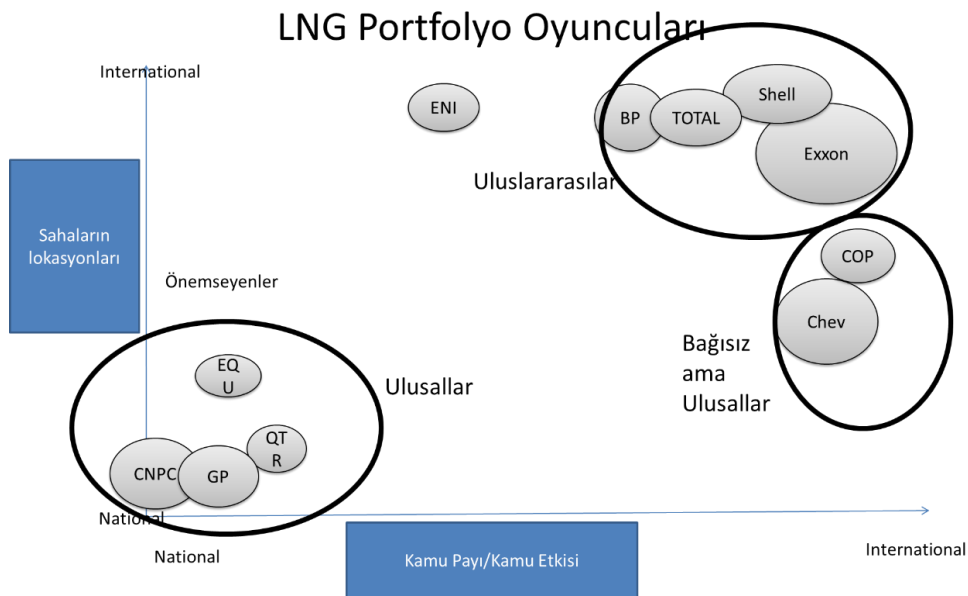 LNG Portfolyo Oyuncuları
International
ENI
BP
TOTAL
Shell
Exxon
Uluslararasılar
Sahaların
lokasyonları
Önemseyenler
COP
Chev
Bağısız
ama
Ulusallar
EQ
U
Ulusallar
QT
R
CNPC
GP
National
National
Kamu Payı/Kamu Etkisi
International